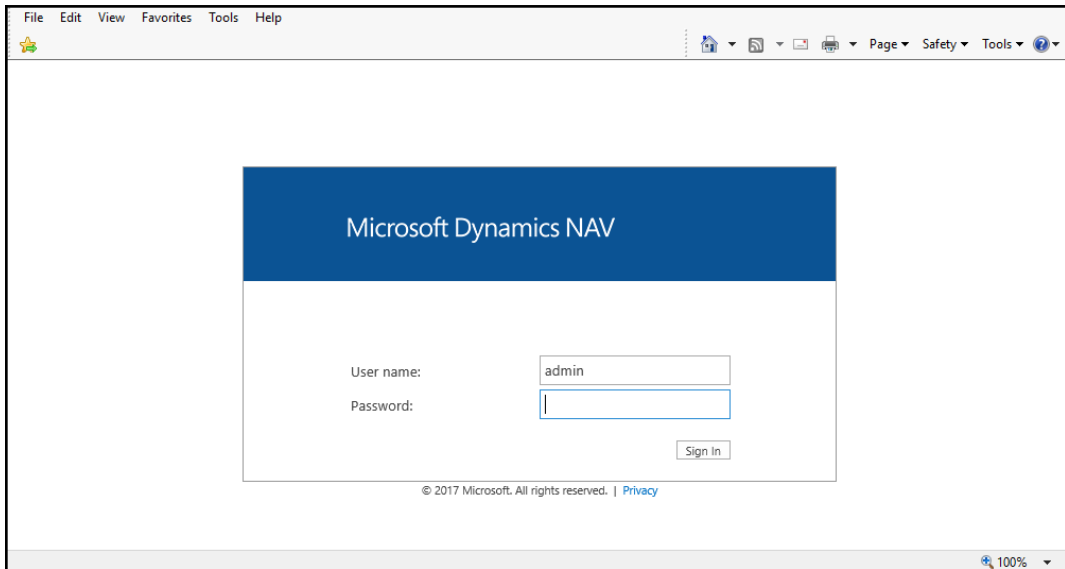 File Edit View Favorites Tools Help
Page Safety Tools
Microsoft Dynamics NAV
User name: admin
Password:
Sign In
© 2017 Microsoft. All rights reserved. | Privacy
100%